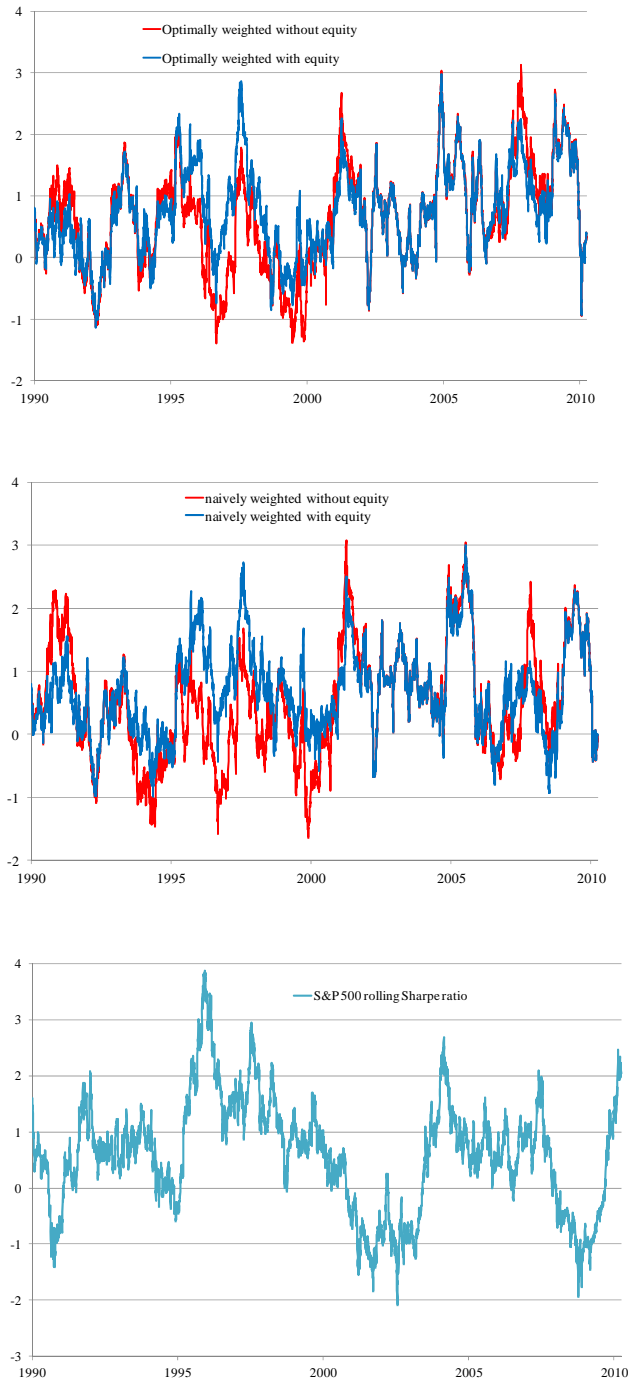 4
Optimally weighted without equity
3
Optimally weighted with equity
2
1
0
-1
-2
1990 1995 2000 2005 2010
4
naively weighted without equity
naively weighted with equity
3
2
1
0
-1
-2
1990 1995 2000 2005 2010
4
S&P 500 rolling Sharpe ratio
3
2
1
0
-1
-2
-3
1990 1995 2000 2005 2010